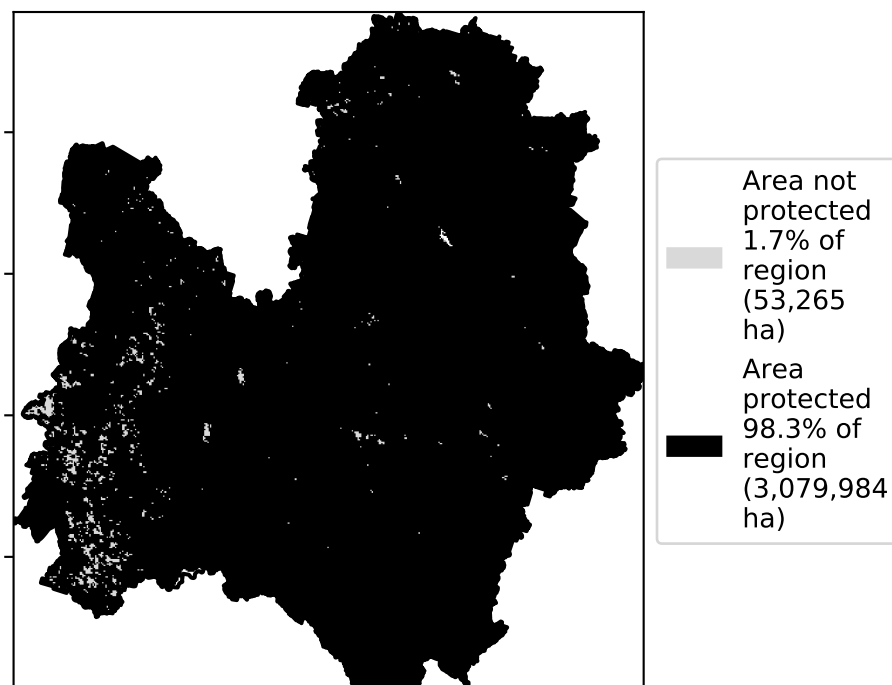 Area not
protected
1.7% of
region
(53,265
ha)
Area
protected
98.3% of
region
(3,079,984
ha)